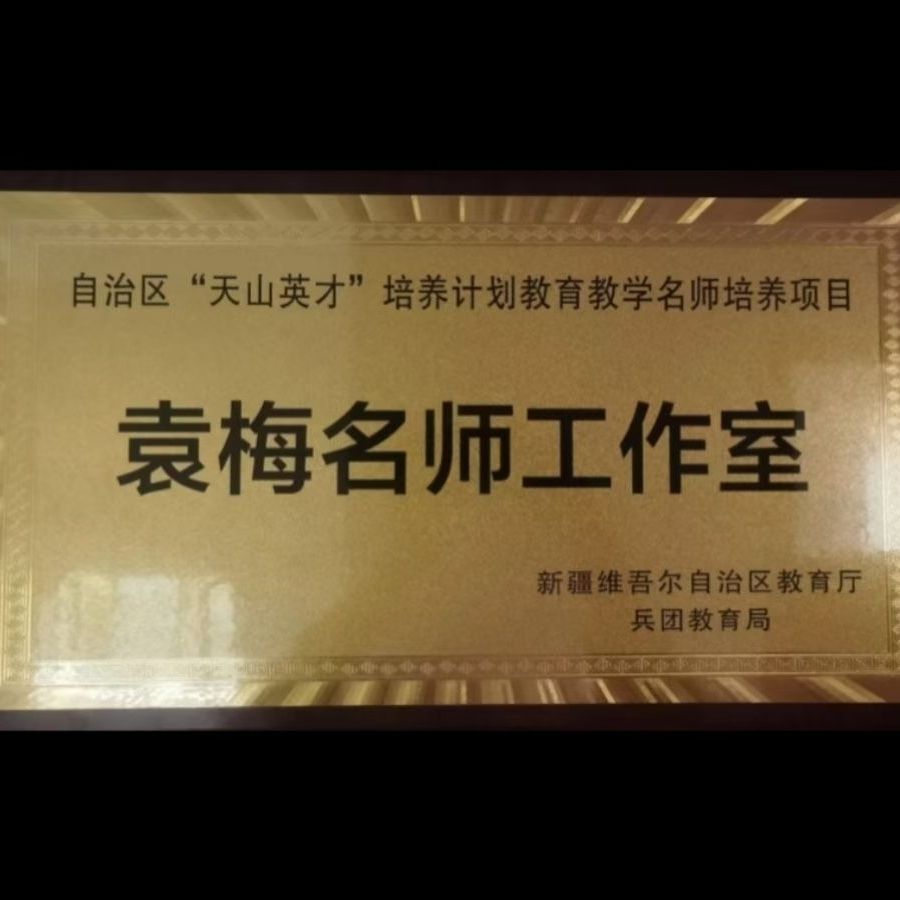 自治区“天山英才”培养计划教育教学名师培养项目
袁梅名师工作室
新疆维吾尔自治区教育厅
兵团教育局